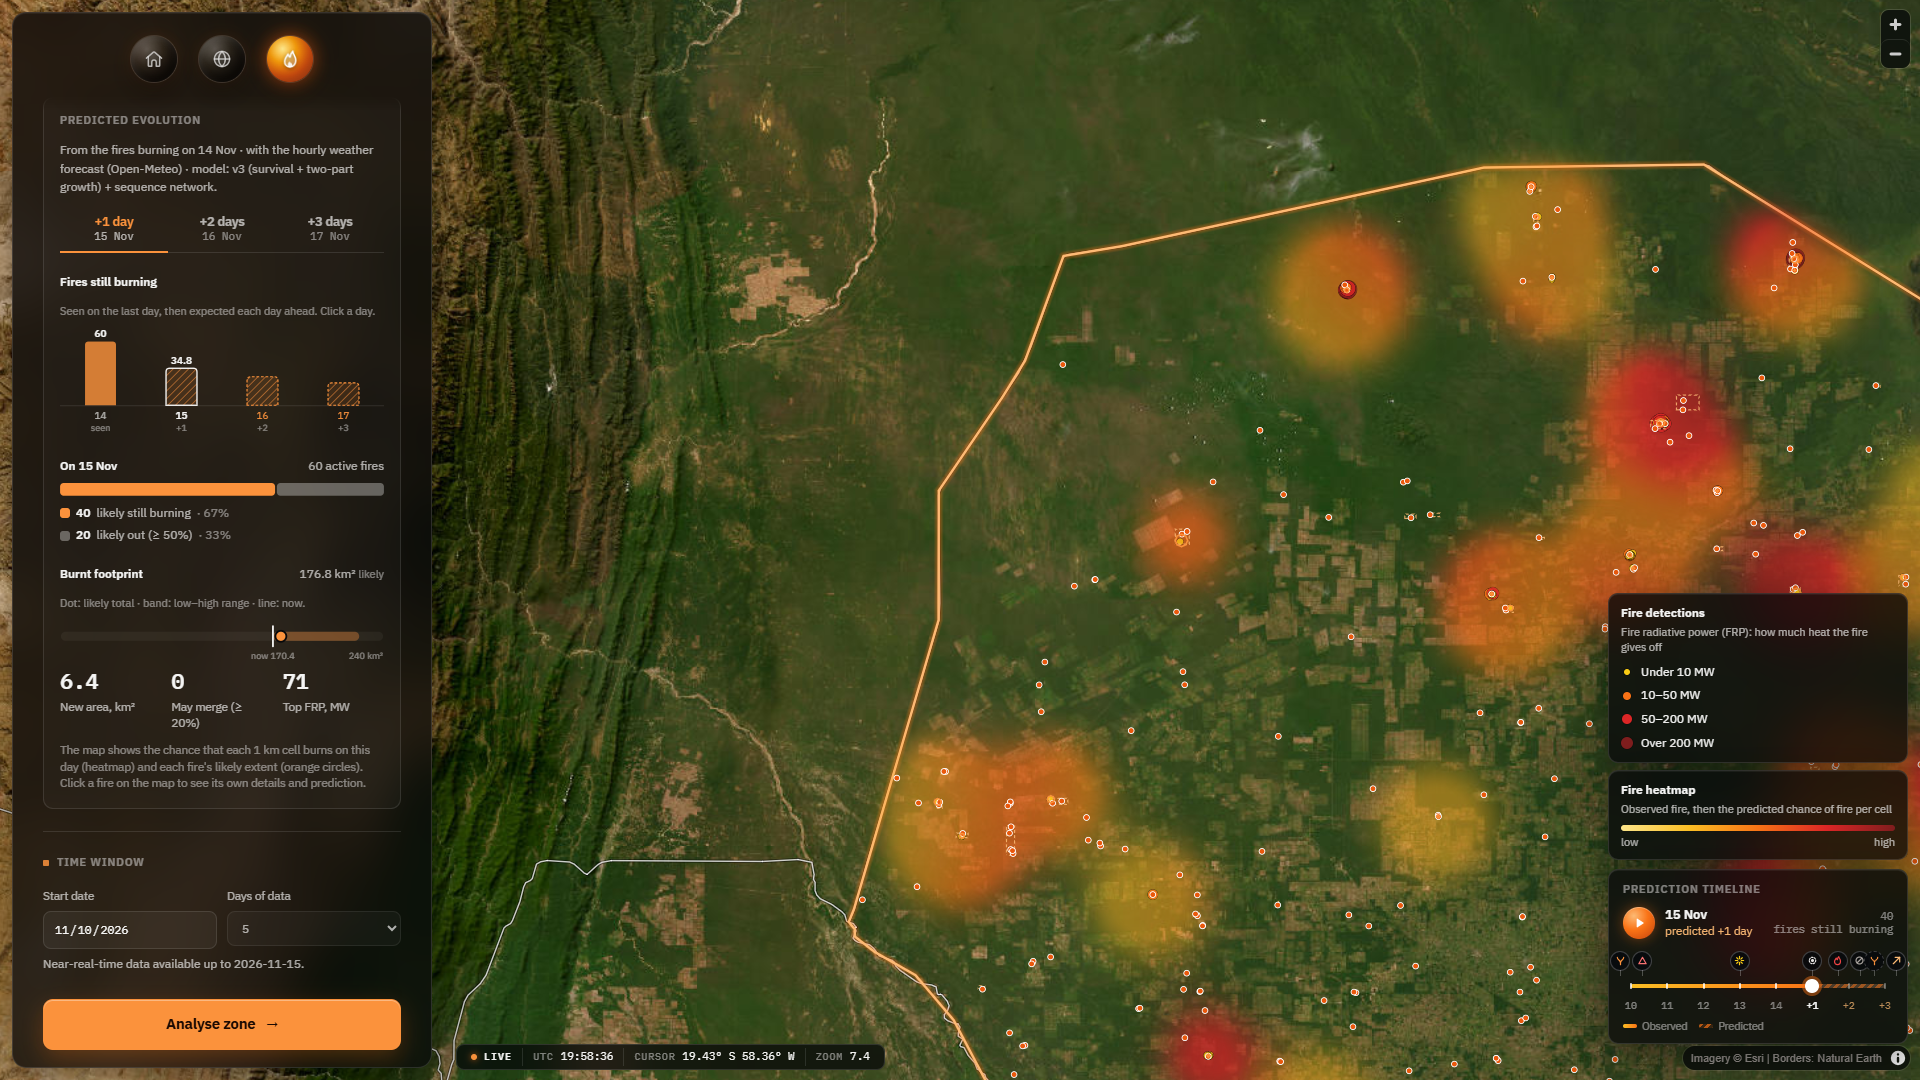 PREDICTED EVOLUTION
From the fires burning on 14 Nov · with the hourly weather
forecast (Open-Meteo) · model: v3 (survival + two-part
growth) + sequence network.
+1 day
15 Nov
+2 days
16 Nov
+3 days
17 Nov
Fires still burning
Seen on the last day, then expected each day ahead. Click a day.
60
34.8
14
seen
15
+1
16
+2
17
+3
On 15 Nov
60 active fires
40 likely still burning · 67%
20 likely out (≥ 50%) · 33%
Burnt footprint
176.8 km² likely
Dot: likely total · band: low–high range · line: now.
now 170.4
240 km²
6.4
New area, km²
0
May merge (≥
20%)
71
Top FRP, MW
The map shows the chance that each 1 km cell burns on this
day (heatmap) and each fire's likely extent (orange circles).
Click a fire on the map to see its own details and prediction.
TIME WINDOW
Start date
Days of data
11/10/2026
5
Near-real-time data available up to 2026-11-15.
Analyse zone →
LIVE
UTC 19:58:36
CURSOR 19.43° S 58.36° W
ZOOM 7.4
+
−
Fire detections
Fire radiative power (FRP): how much heat the fire
gives off
Under 10 MW
10–50 MW
50–200 MW
Over 200 MW
Fire heatmap
Observed fire, then the predicted chance of fire per cell
low
high
PREDICTION TIMELINE
15 Nov
predicted +1 day
40
fires still burning
10
11
12
13
14
+1
+2
+3
Observed
Predicted
Imagery © Esri | Borders: Natural Earth